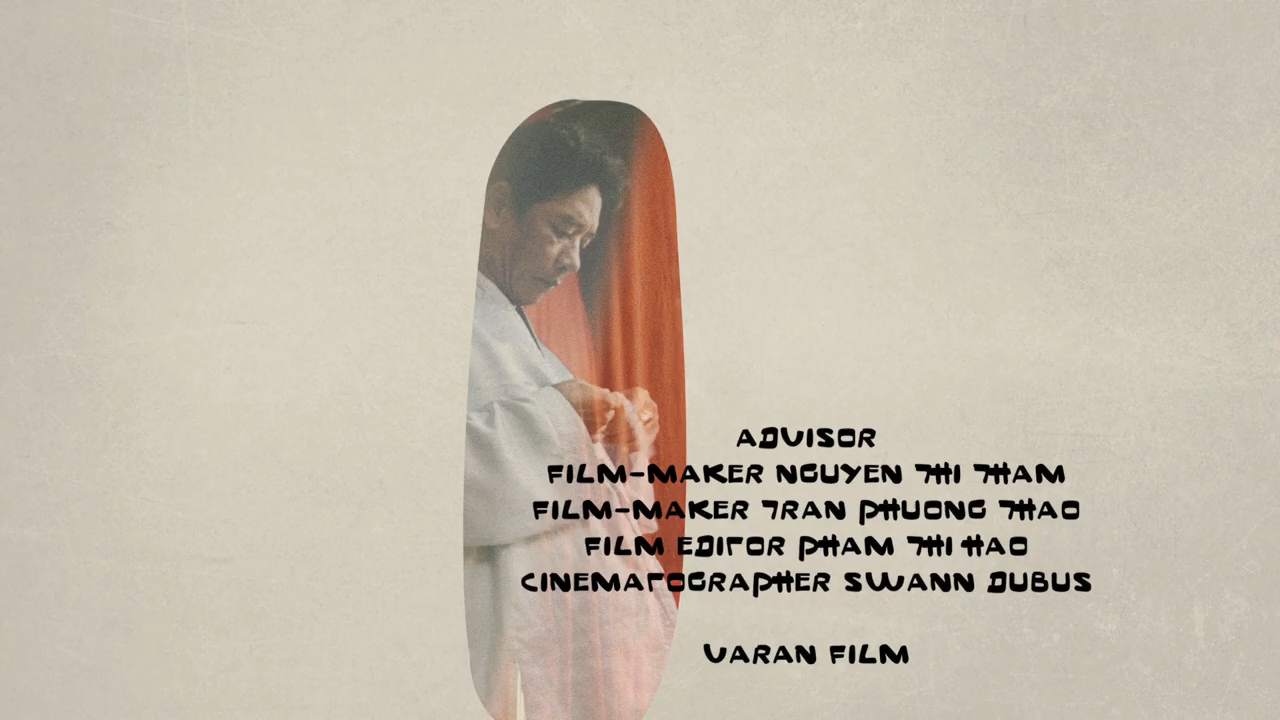 ADVISOR
FILM-MAKER NGUYEN THI THAM
FILM-MAKER TRAN PHUONG THAO
FILM EDITOR PHAM THI HAO
CINEMATOGRAPHER SWANN DUBUS
VARAN FILM